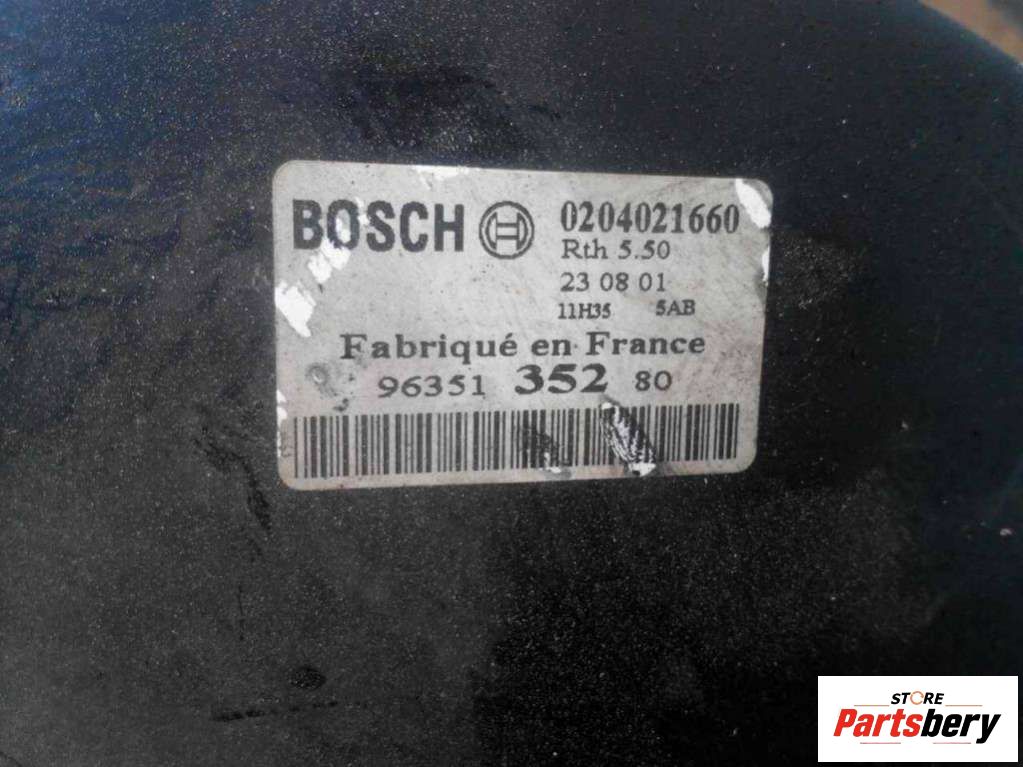 BOSCH 0204021660
Rth 5.50
23 08 01
11H35 5AB
Fabriqué en France
96351 352 80
STORE
Partsbery